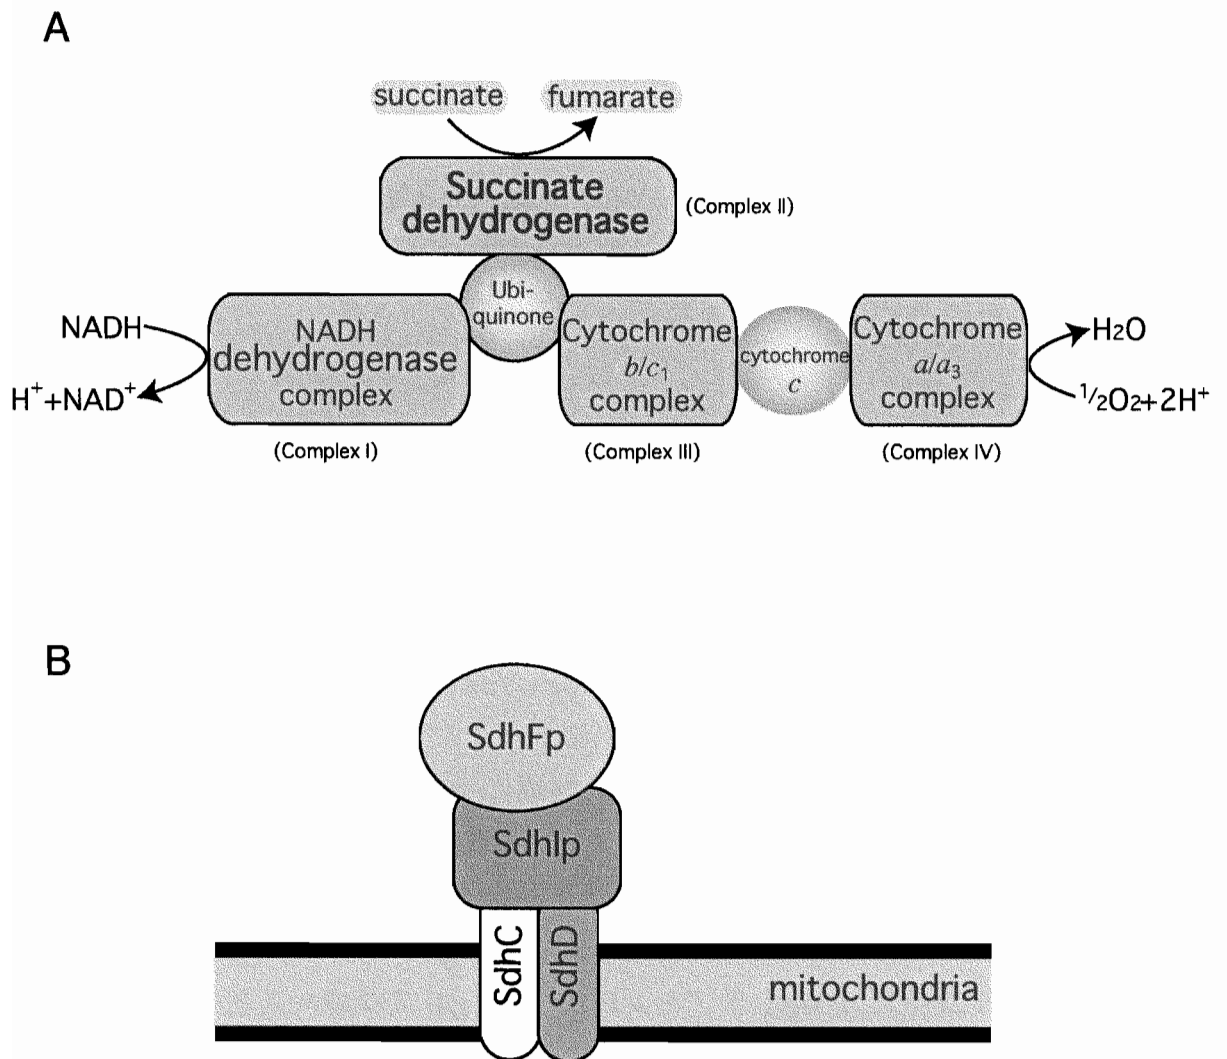 A
succinate fumarate
Succinate
dehydrogenase
(Complex II)
Ubi-
quinone
NADH
H⁺+NAD⁺
NADH
dehydrogenase
complex
(Complex I)
Cytochrome
b/c₁
complex
(Complex III)
cytochrome
c
Cytochrome
a/a₃
complex
(Complex IV)
H2O
1/2O2+2H⁺
B
SdhFp
SdhIp
SdhC
SdhD
mitochondria